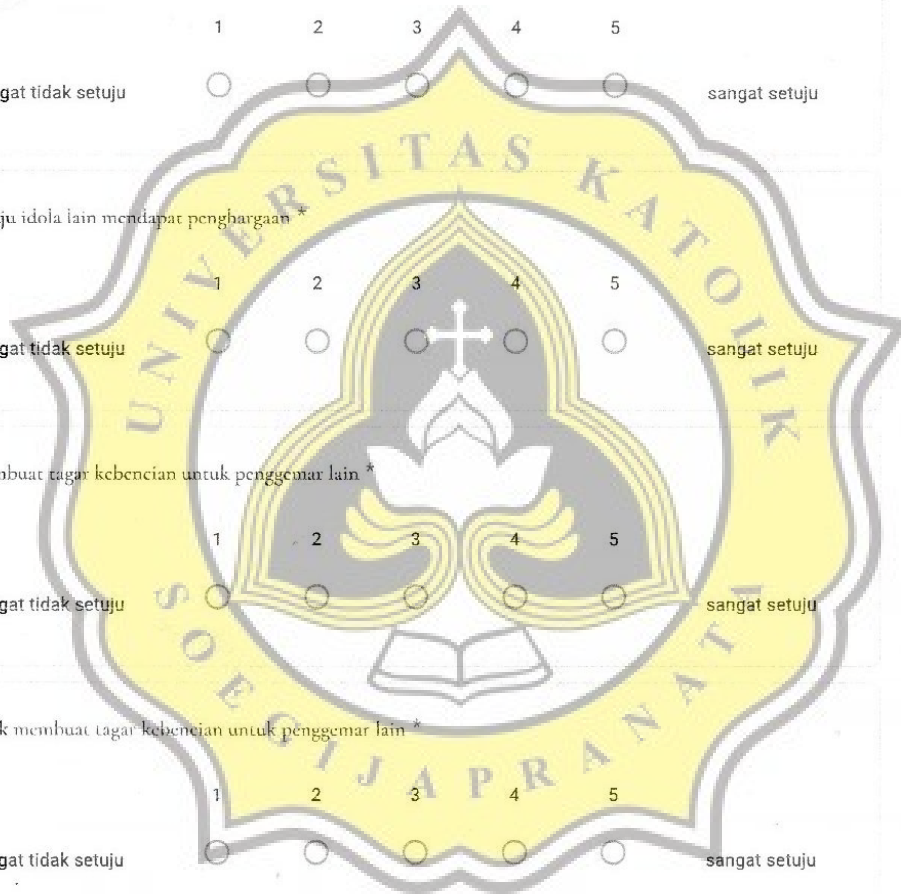 1 2 3 4 5
gat tidak setuju sangat setuju
ju idola lain mendapat penghargaan *
1 2 3 4 5
gat tidak setuju sangat setuju
mbuat tagar kebencian untuk penggemar lain *
1 2 3 4 5
gat tidak setuju sangat setuju
k membuat tagar kebencian untuk penggemar lain *
1 2 3 4 5
gat tidak setuju sangat setuju
UNIVERSITAS KATOLIK
SOEGIJAPRANATA